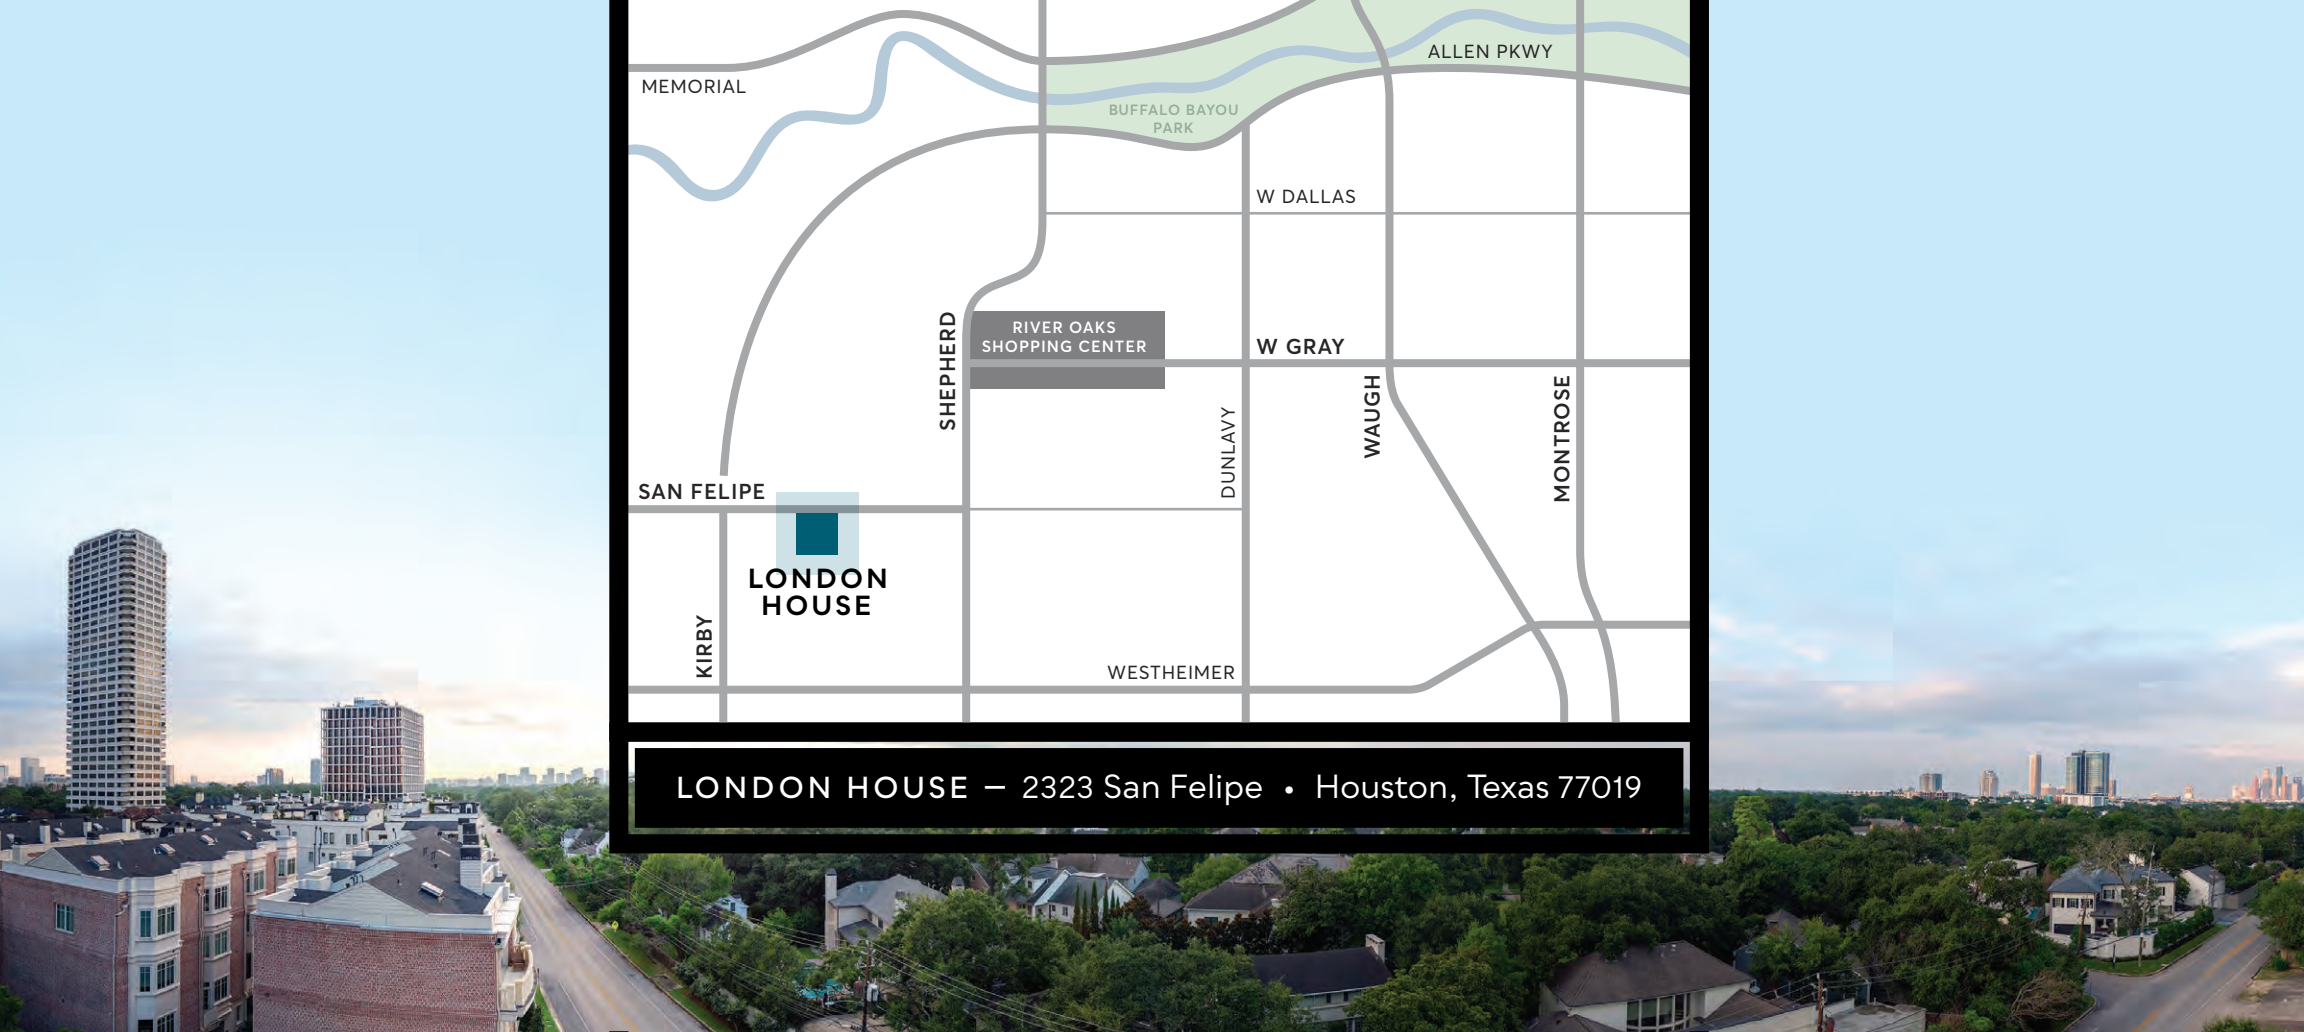 ALLEN PKWY
MEMORIAL
BUFFALO BAYOU
PARK
W DALLAS
RIVER OAKS
SHOPPING CENTER
SHEPHERD
W GRAY
WAUGH
MONTROSE
DUNLAVY
SAN FELIPE
LONDON
HOUSE
KIRBY
WESTHEIMER
LONDON HOUSE – 2323 San Felipe • Houston, Texas 77019